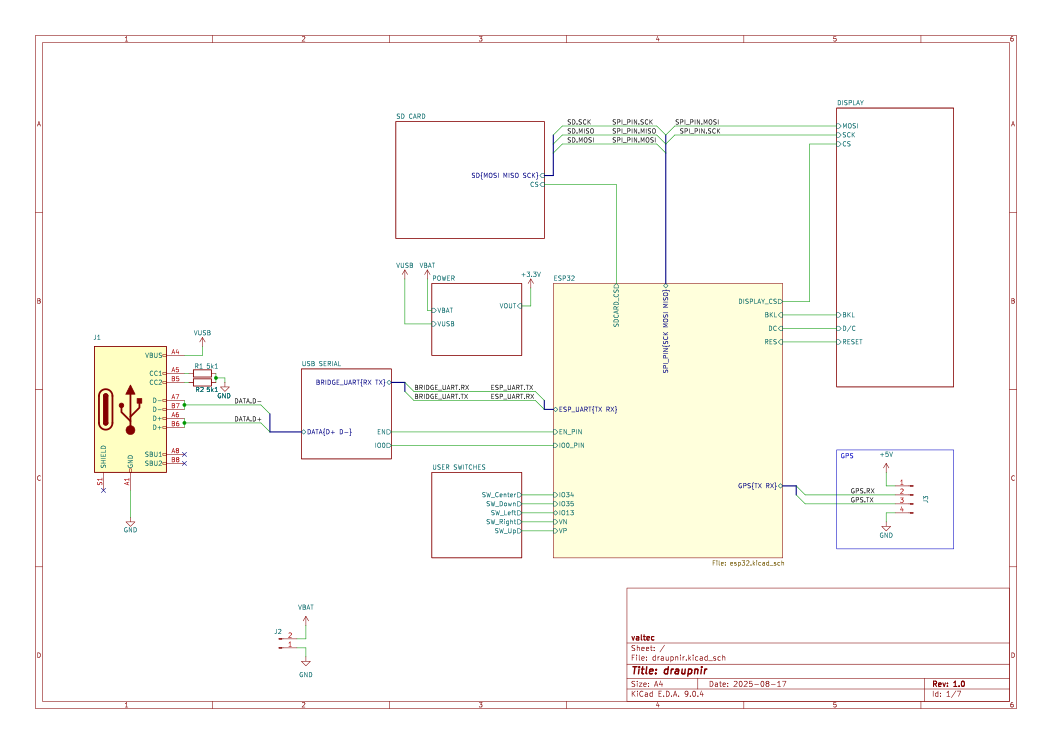 1 2 3 4 5 6
A A
B B
C C
D D
SD CARD
SD{MOSI MISO SCK}
CS
SD.SCK SPI_PIN.SCK SPI_PIN.MOSI
SD.MISO SPI_PIN.MISO SPI_PIN.SCK
SD.MOSI SPI_PIN.MOSI
DISPLAY
MOSI
SCK
CS
BKL
D/C
RESET
VUSB VBAT
POWER
+3.3V
VBAT
VUSB
VOUT
ESP32
SDCARD_CS
SPI_PIN{SCK MOSI MISO}
DISPLAY_CS
BKL
DC
RES
ESP_UART{TX RX}
EN_PIN
IO0_PIN
IO34
IO35
IO13
VN
VP
GPS{TX RX}
File: esp32.kicad_sch
J1
VUSB
VBUS A4
CC1 A5
CC2 B5
R1 5k1
R2 5k1
GND
D- A7
D- B7
D+ A6
D+ B6
DATA.D-
DATA.D+
SBU1 A8
SBU2 B8
SHIELD
GND
S1
A1
GND
USB SERIAL
BRIDGE_UART{RX TX}
DATA{D+ D-}
EN
IO0
BRIDGE_UART.RX ESP_UART.TX
BRIDGE_UART.TX ESP_UART.RX
USER SWITCHES
SW_Center
SW_Down
SW_Left
SW_Right
SW_Up
GPS
+5V
GPS.RX
GPS.TX
1
2
3
4
J3
GND
VBAT
J2
2
1
GND
valtec
Sheet: /
File: draupnir.kicad_sch
Title: draupnir
Size: A4 Date: 2025-08-17 Rev: 1.0
KiCad E.D.A. 9.0.4 Id: 1/7
1 2 3 4 5 6